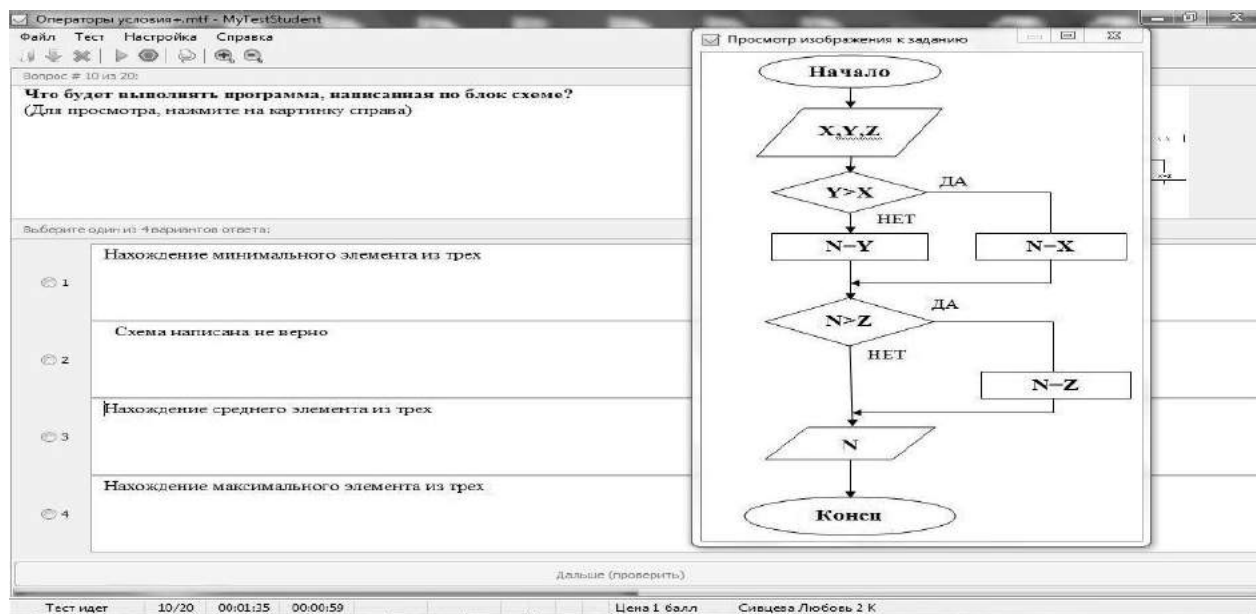 Операторы условия+.mtf - MyTestStudent
Файл Тест Настройка Справка
Вопрос # 10 из 20:
Что будет выполнять программа, написанная по блок схеме?
(Для просмотра, нажмите на картинку справа)
Выберите один из 4 вариантов ответа:
1 Нахождение минимального элемента из трех
2 Схема написана не верно
3 Нахождение среднего элемента из трех
4 Нахождение максимального элемента из трех
Просмотр изображения к заданию
Начало
X,Y,Z
Y>X ДА
НЕТ
N=Y N=X
N>Z ДА
НЕТ
N=Z
N
Конец
Дальше (проверить)
Тест идет 10/20 00:01:25 00:00:59 Цена 1 балл Сивцева Любовь 2 К